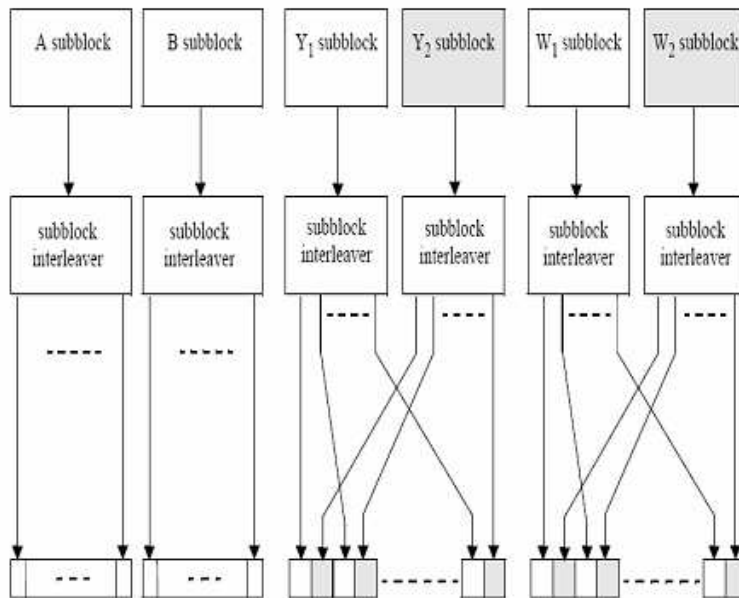 A subblock
B subblock
Y1 subblock
Y2 subblock
W1 subblock
W2 subblock
subblock
interleaver
subblock
interleaver
subblock
interleaver
subblock
interleaver
subblock
interleaver
subblock
interleaver